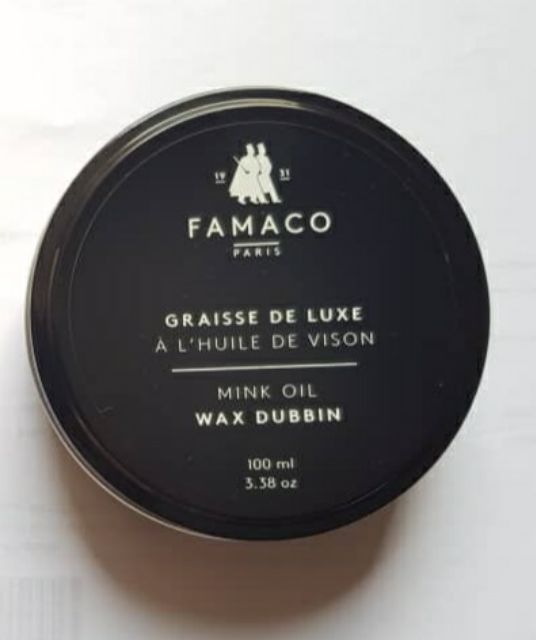 19 31
FAMACO
PARIS
GRAISSE DE LUXE
À L'HUILE DE VISON
MINK OIL
WAX DUBBIN
100 ml
3.38 oz